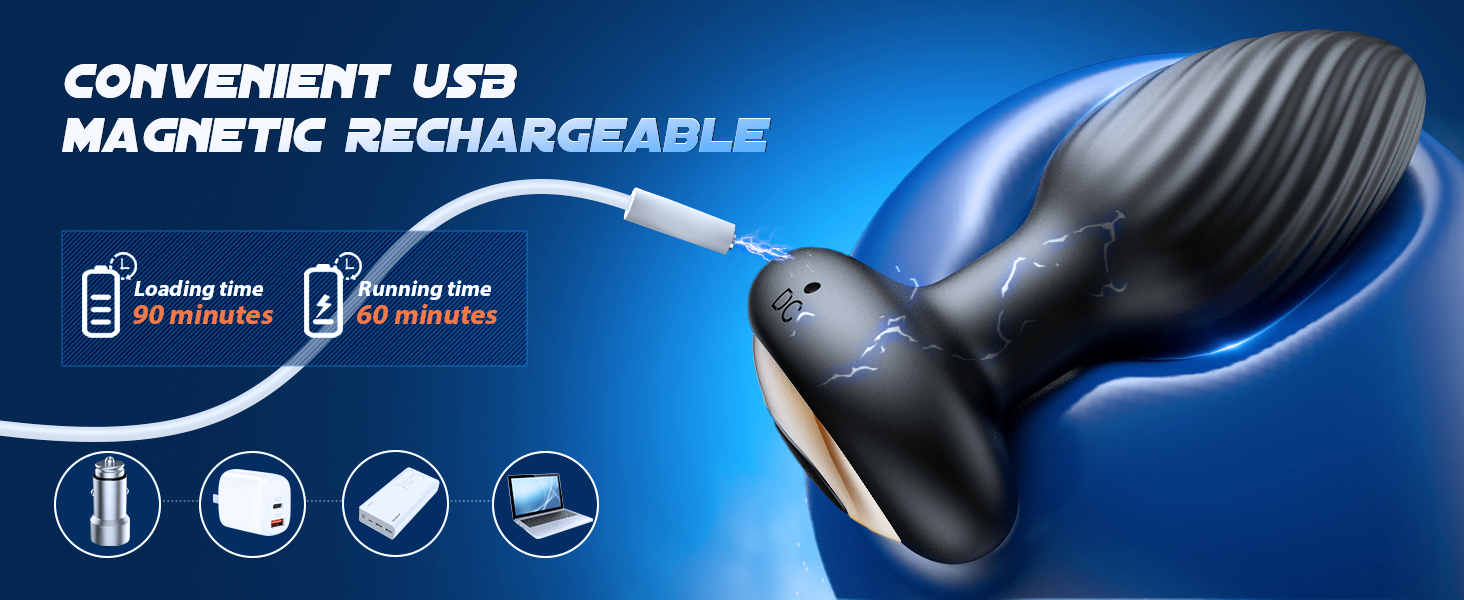 CONVENIENT USB
MAGNETIC RECHARGEABLE
Loading time
90 minutes
Running time
60 minutes
DC